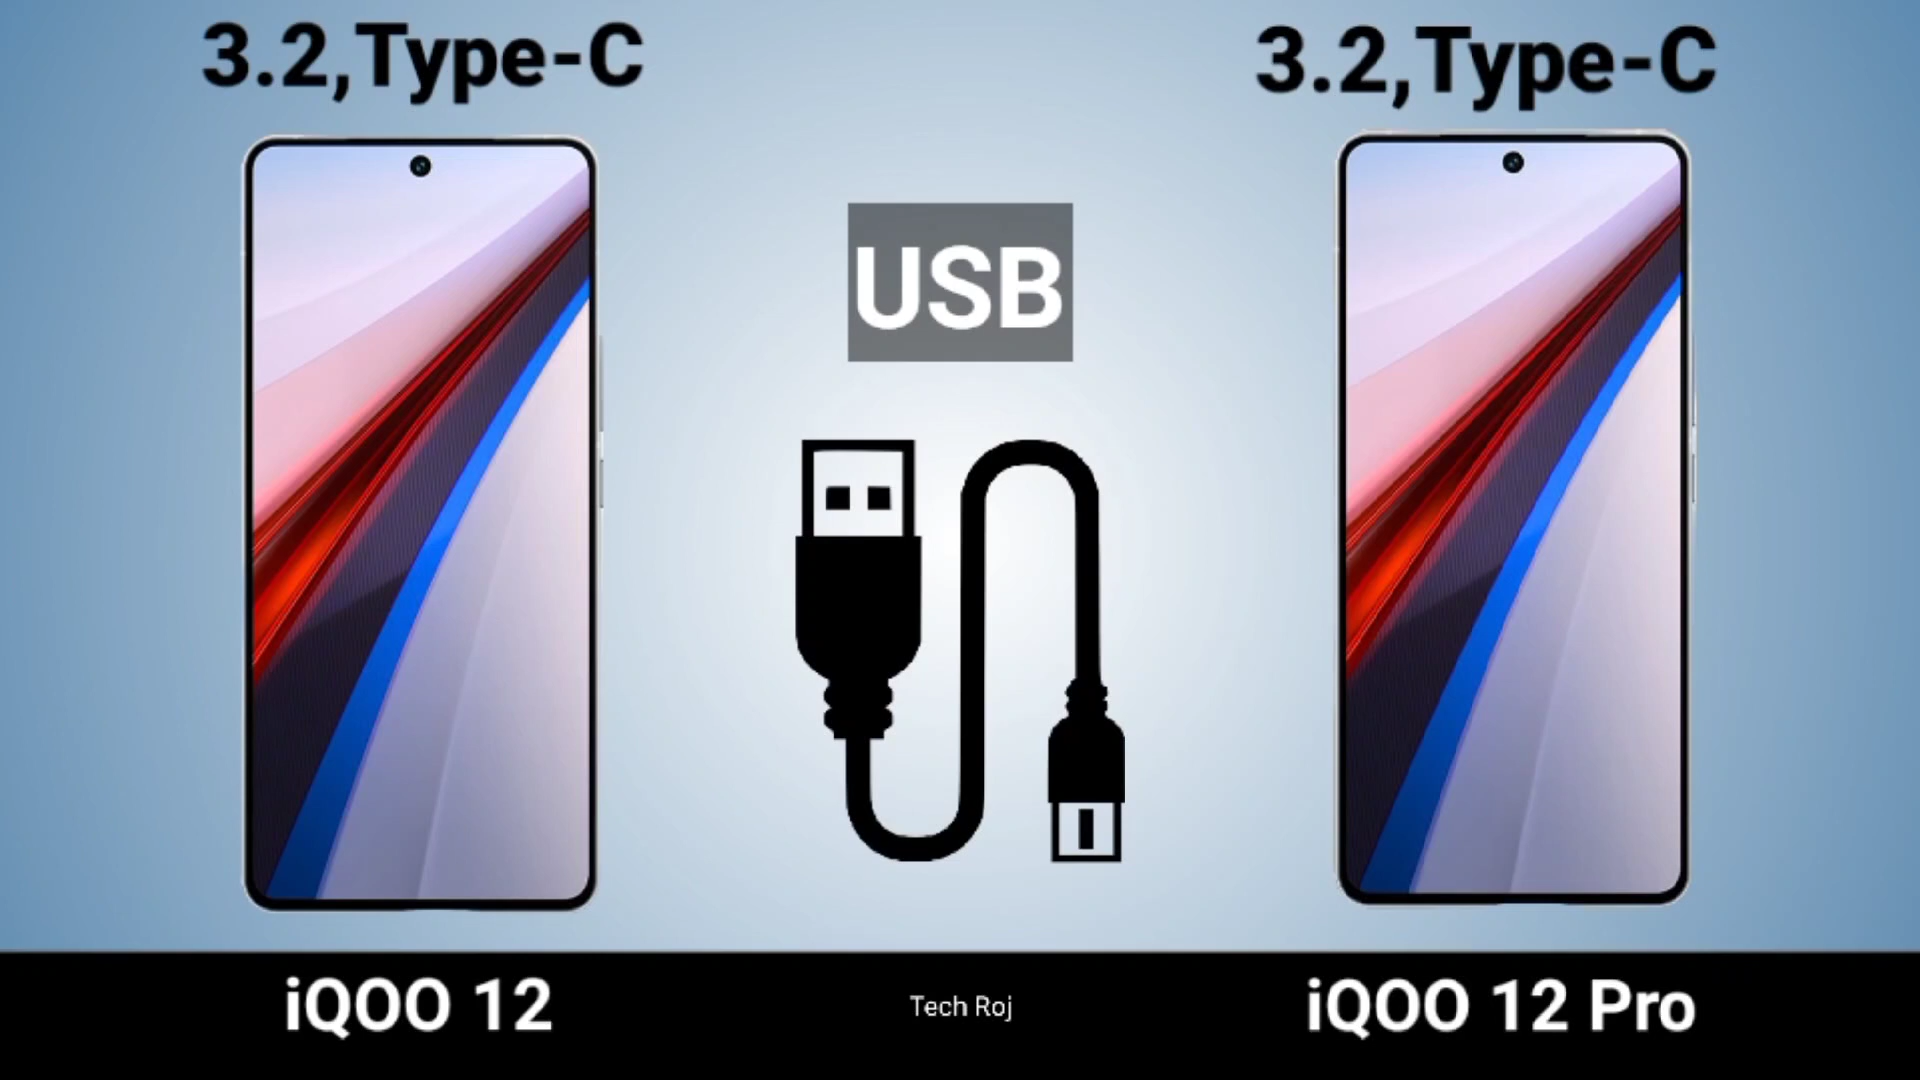 3.2,Type-C
3.2,Type-C
USB
iQOO 12
Tech Roj
iQOO 12 Pro